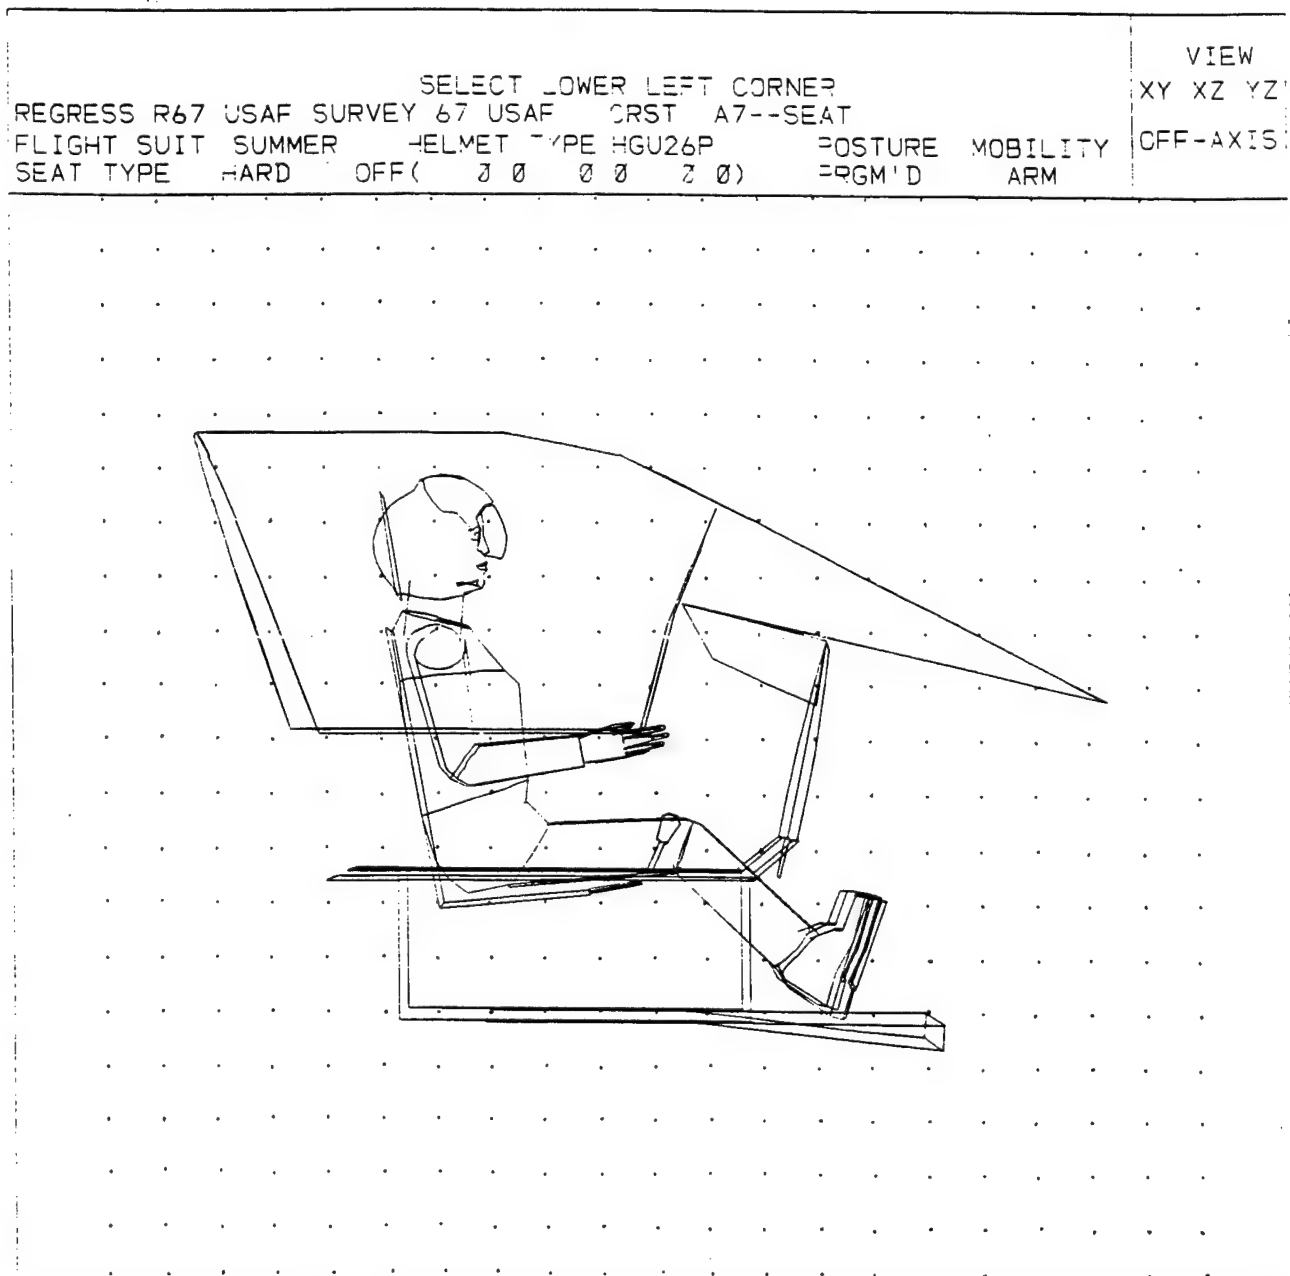 SELECT LOWER LEFT CORNER
REGRESS R67 USAF SURVEY 67 USAF CRST A7--SEAT
FLIGHT SUIT SUMMER HELMET TYPE HGU26P POSTURE MOBILITY
SEAT TYPE HARD OFF( 0 0 0 0 0 0) PRGM'D ARM
VIEW
XY XZ YZ
OFF-AXIS